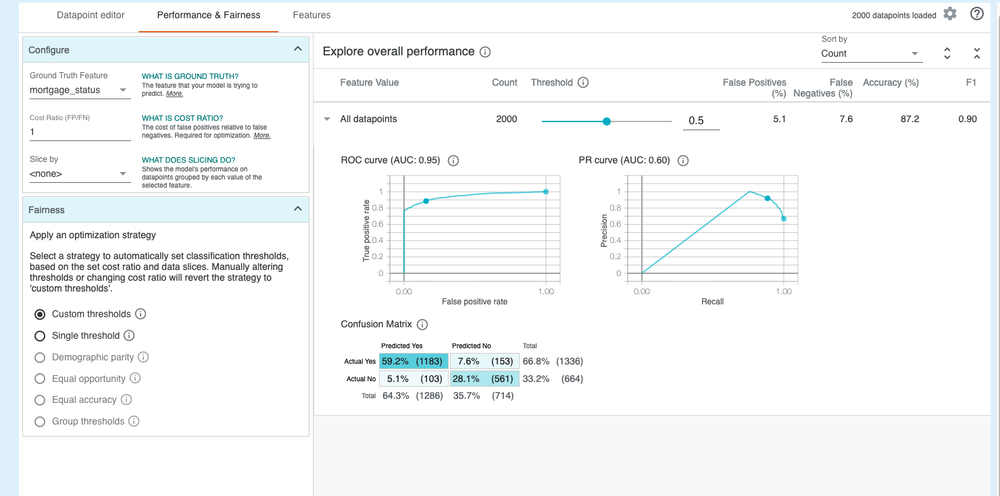 Datapoint editor
Performance & Fairness
Features
2000 datapoints loaded
Configure
Ground Truth Feature
mortgage_status
WHAT IS GROUND TRUTH?
The feature that your model is trying to
predict. More.
Cost Ratio (FP/FN)
1
WHAT IS COST RATIO?
The cost of false positives relative to false
negatives. Required for optimization. More.
Slice by
<none>
WHAT DOES SLICING DO?
Shows the model's performance on
datapoints grouped by each value of the
selected feature.
Fairness
Apply an optimization strategy
Select a strategy to automatically set classification thresholds,
based on the set cost ratio and data slices. Manually altering
thresholds or changing cost ratio will revert the strategy to
'custom thresholds'.
Custom thresholds
Single threshold
Demographic parity
Equal opportunity
Equal accuracy
Group thresholds
Explore overall performance
Sort by
Count
Feature Value Count Threshold False Positives (%) False Negatives (%) Accuracy (%) F1
All datapoints 2000 0.5 5.1 7.6 87.2 0.90
ROC curve (AUC: 0.95)
True positive rate
1
0.8
0.6
0.4
0.2
0
0.00 1.00
False positive rate
PR curve (AUC: 0.60)
Precision
1
0.8
0.6
0.4
0.2
0
0.00 1.00
Recall
Confusion Matrix
Predicted Yes Predicted No Total
Actual Yes 59.2% (1183) 7.6% (153) 66.8% (1336)
Actual No 5.1% (103) 28.1% (561) 33.2% (664)
Total 64.3% (1286) 35.7% (714)